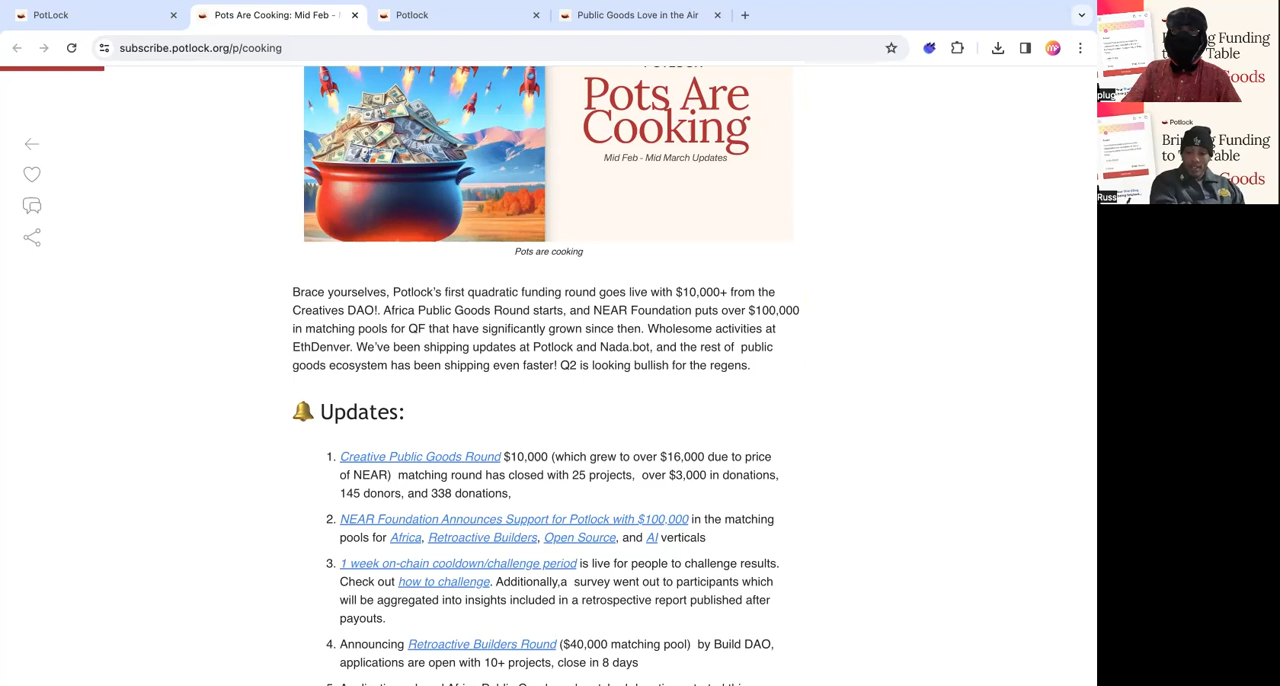 PotLock
Pots Are Cooking: Mid Feb -
Potlock
Public Goods Love in the Air
subscribe.potlock.org/p/cooking
Pots Are
Cooking
Mid Feb - Mid March Updates
Pots are cooking
Brace yourselves, Potlock's first quadratic funding round goes live with $10,000+ from the
Creatives DAO!. Africa Public Goods Round starts, and NEAR Foundation puts over $100,000
in matching pools for QF that have significantly grown since then. Wholesome activities at
EthDenver. We've been shipping updates at Potlock and Nada.bot, and the rest of public
goods ecosystem has been shipping even faster! Q2 is looking bullish for the regens.
🔔 Updates:
1. Creative Public Goods Round $10,000 (which grew to over $16,000 due to price
of NEAR) matching round has closed with 25 projects, over $3,000 in donations,
145 donors, and 338 donations,
2. NEAR Foundation Announces Support for Potlock with $100,000 in the matching
pools for Africa, Retroactive Builders, Open Source, and AI verticals
3. 1 week on-chain cooldown/challenge period is live for people to challenge results.
Check out how to challenge. Additionally,a survey went out to participants which
will be aggregated into insights included in a retrospective report published after
payouts.
4. Announcing Retroactive Builders Round ($40,000 matching pool) by Build DAO,
applications are open with 10+ projects, close in 8 days
g Funding
Table
oods
plug
Potlock
Bri g Funding
to able
Goods
Russ